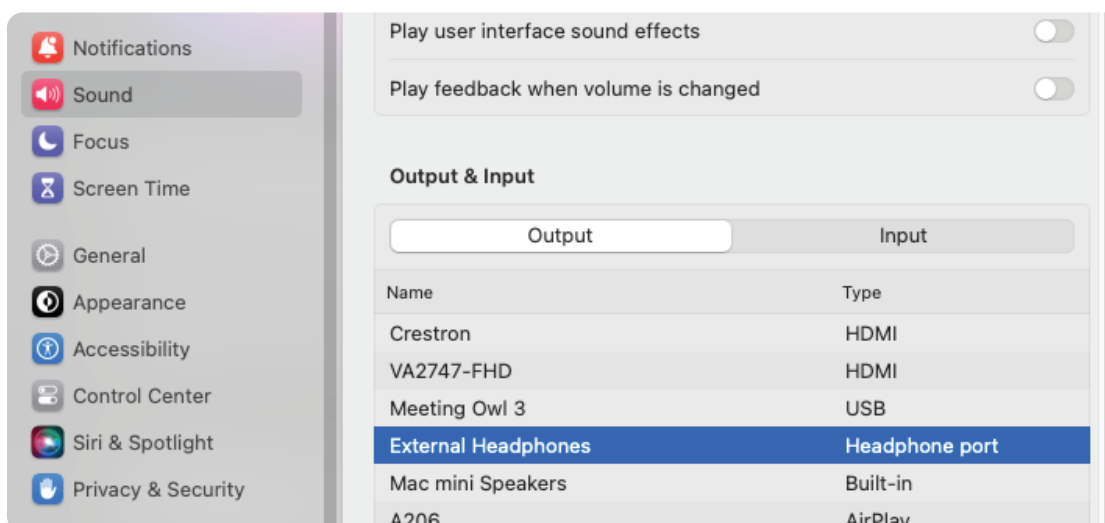 Notifications
Sound
Focus
Screen Time
General
Appearance
Accessibility
Control Center
Siri & Spotlight
Privacy & Security
Play user interface sound effects
Play feedback when volume is changed
Output & Input
Output Input
Name Type
Crestron HDMI
VA2747-FHD HDMI
Meeting Owl 3 USB
External Headphones Headphone port
Mac mini Speakers Built-in
A206 AirPlay